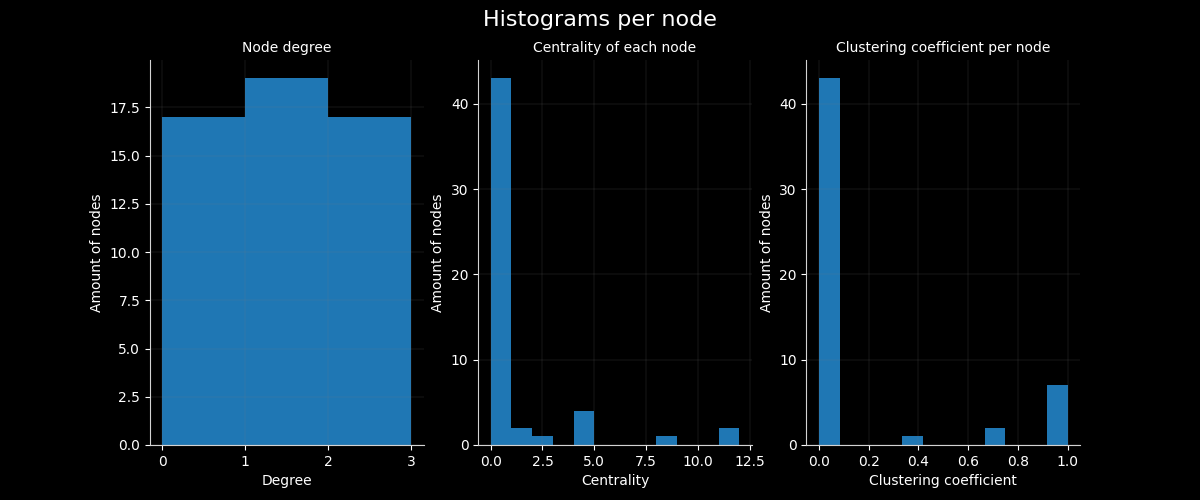 Histograms per node
Node degree
Amount of nodes
17.5
15.0
12.5
10.0
7.5
5.0
2.5
0.0
0 1 2 3
Degree
Centrality of each node
Amount of nodes
40
30
20
10
0
0.0 2.5 5.0 7.5 10.0 12.5
Centrality
Clustering coefficient per node
Amount of nodes
40
30
20
10
0
0.0 0.2 0.4 0.6 0.8 1.0
Clustering coefficient